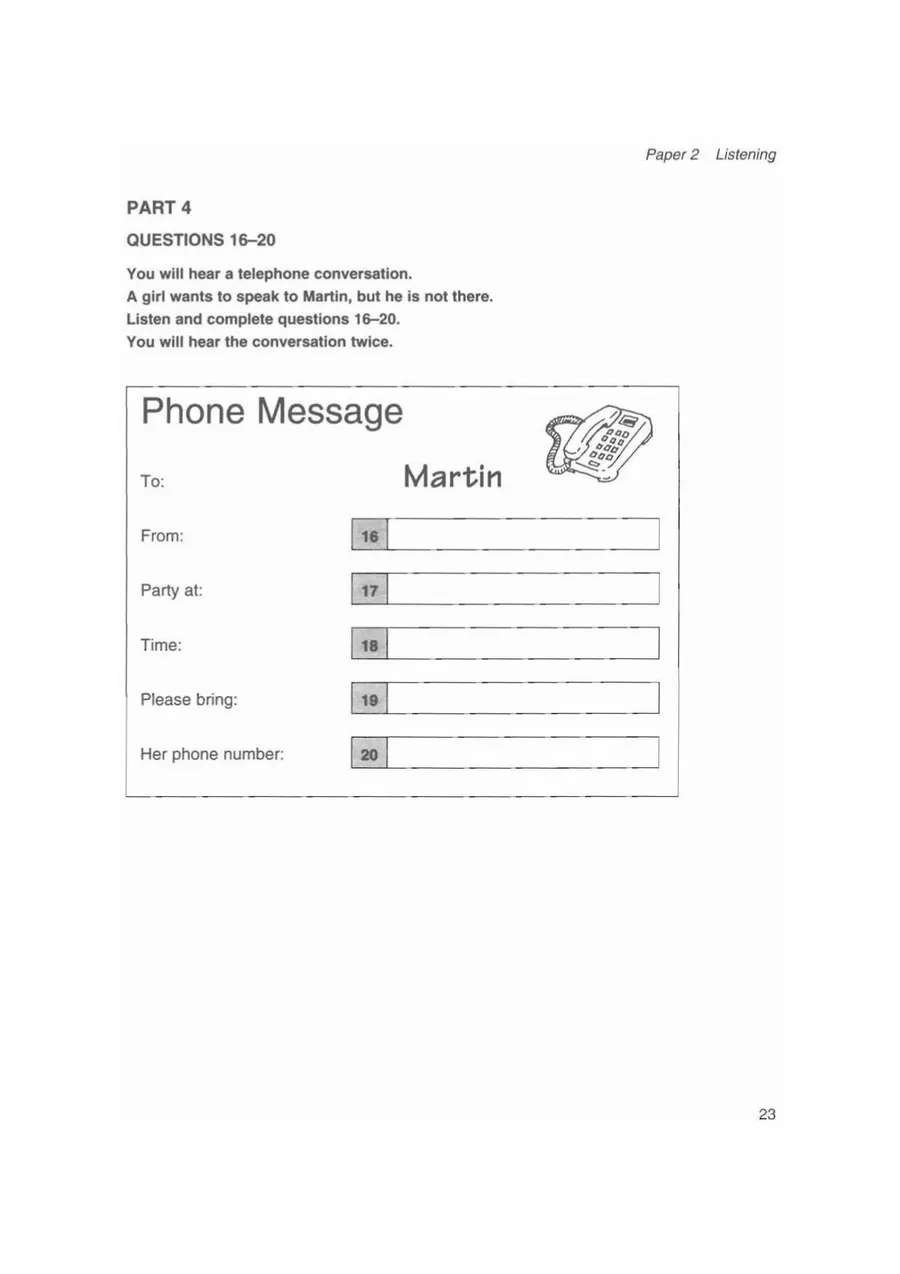 Paper 2 Listening
PART 4
QUESTIONS 16–20
You will hear a telephone conversation.
A girl wants to speak to Martin, but he is not there.
Listen and complete questions 16–20.
You will hear the conversation twice.
Phone Message
To: Martin
From: 16
Party at: 17
Time: 18
Please bring: 19
Her phone number: 20
23